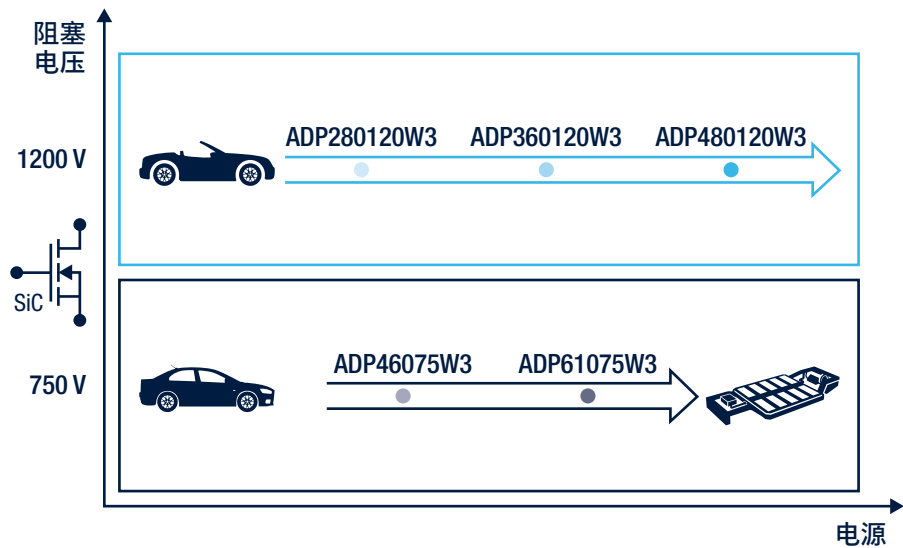 阻塞
电压
ADP280120W3 ADP360120W3 ADP480120W3
1200 V
SiC
ADP46075W3 ADP61075W3
750 V
电源